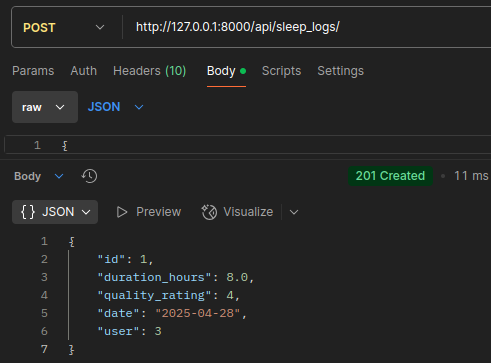 POST http://127.0.0.1:8000/api/sleep_logs/
Params Auth Headers (10) Body Scripts Settings
raw JSON
1 {
Body 201 Created 11 ms
{} JSON Preview Visualize
1 {
2 "id": 1,
3 "duration_hours": 8.0,
4 "quality_rating": 4,
5 "date": "2025-04-28",
6 "user": 3
7 }